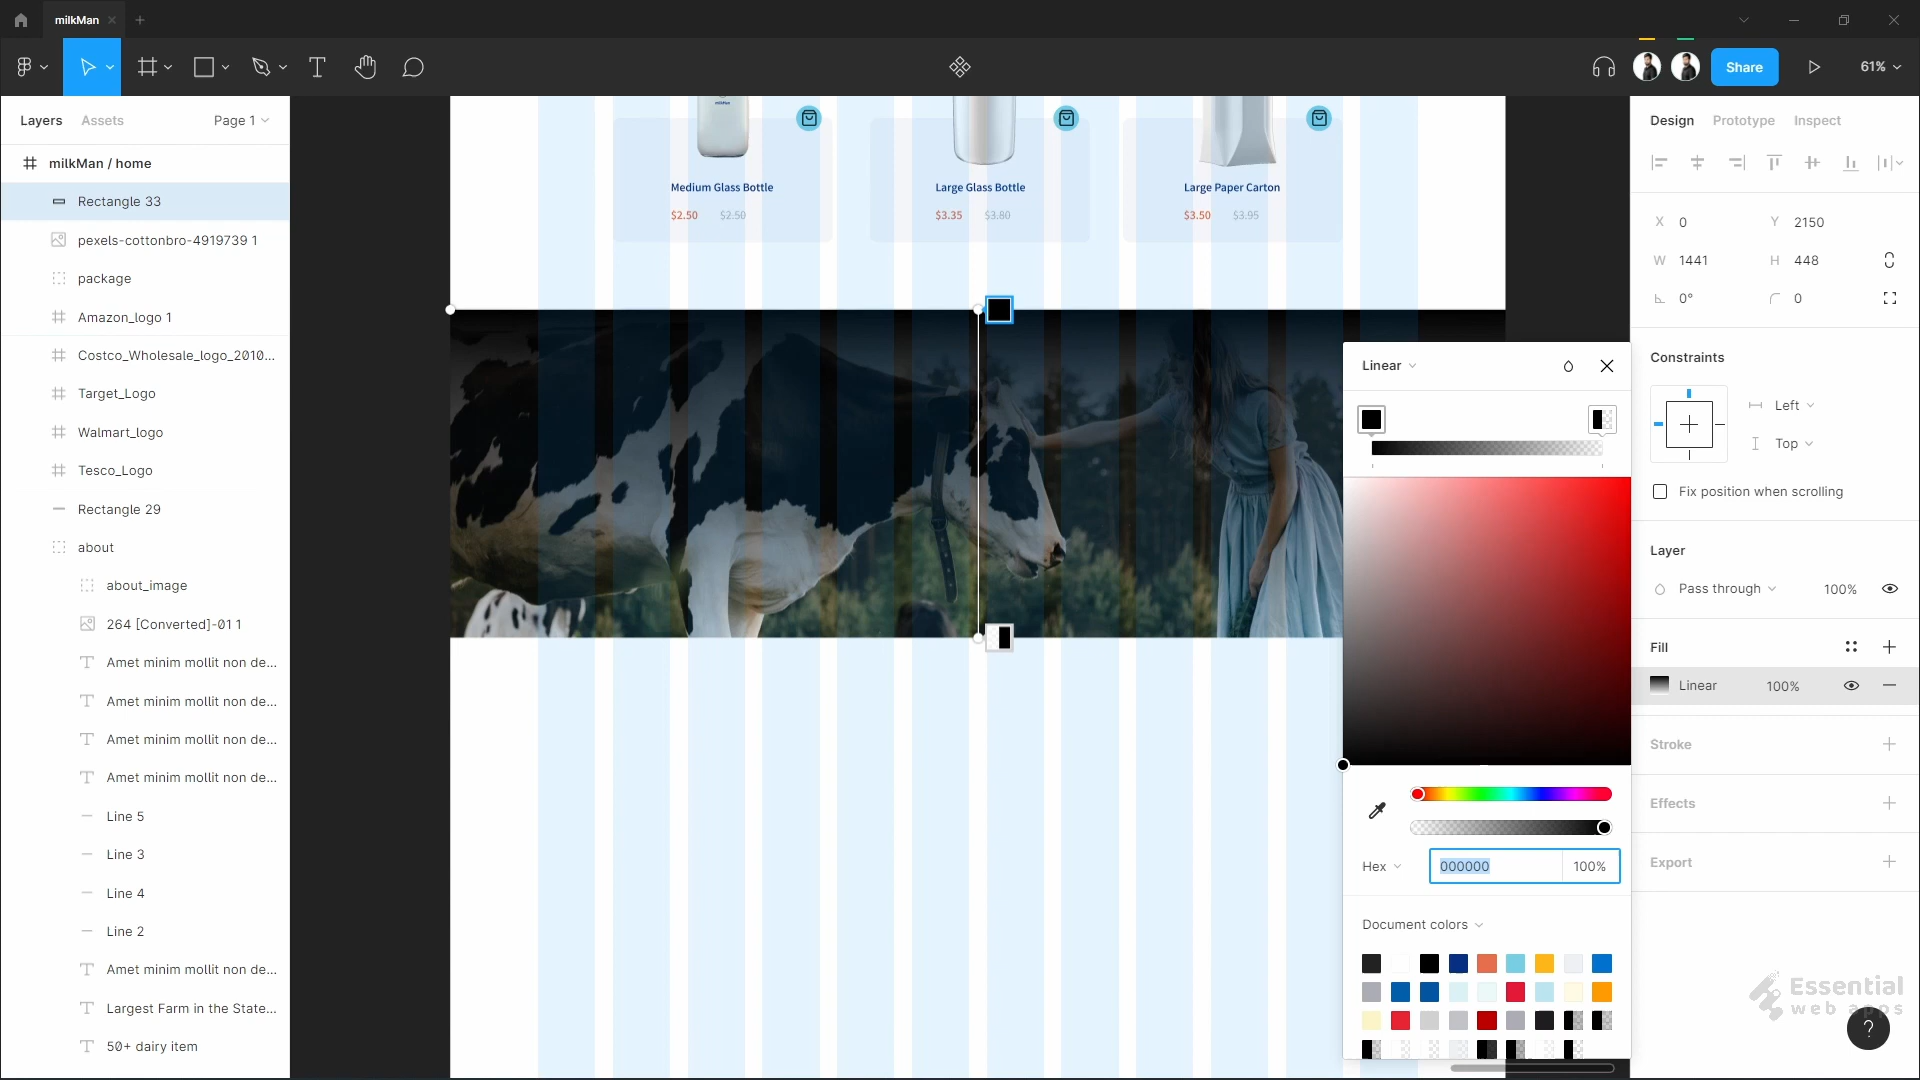 milkMan
Share
61%
Layers
Assets
Page 1
milkMan / home
Rectangle 33
pexels-cottonbro-4919739 1
package
Amazon_logo 1
Costco_Wholesale_logo_2010...
Target_Logo
Walmart_logo
Tesco_Logo
Rectangle 29
about
about_image
264 [Converted]-01 1
Amet minim mollit non de...
Amet minim mollit non de...
Amet minim mollit non de...
Amet minim mollit non de...
Line 5
Line 3
Line 4
Line 2
Amet minim mollit non de...
Largest Farm in the State...
50+ dairy item
milkMan
Medium Glass Bottle
$2.50 $2.50
Large Glass Bottle
$3.35 $3.80
Large Paper Carton
$3.50 $3.95
Linear
Hex
000000
100%
Document colors
Design
Prototype
Inspect
X 0
Y 2150
W 1441
H 448
0°
0
Constraints
Left
Top
Fix position when scrolling
Layer
Pass through
100%
Fill
Linear
100%
Stroke
Effects
Export
Essential
web apps
?